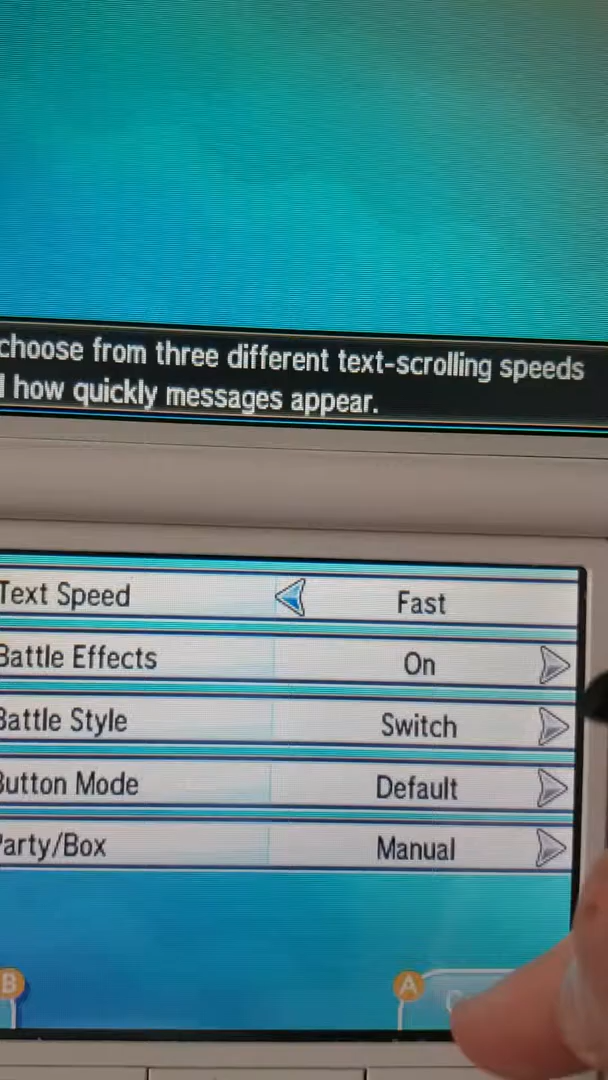 choose from three different text-scrolling speeds
how quickly messages appear.
Text Speed Fast
Battle Effects On
Battle Style Switch
Button Mode Default
Party/Box Manual
B
A